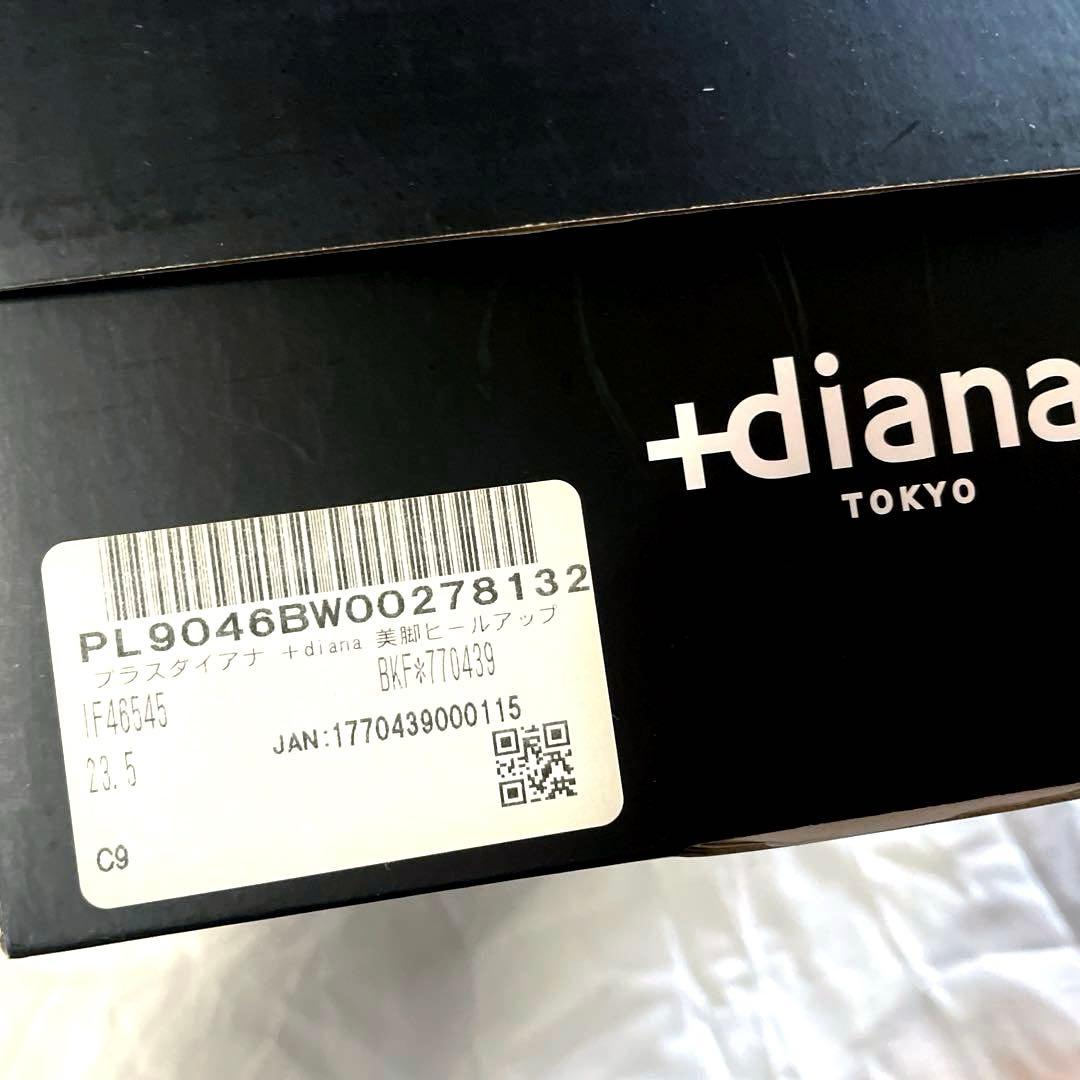 +diana
TOKYO
PL9046BW00278132
プラスダイアナ +diana 美脚ヒールアップ
IF46545 BKF*770439
JAN:1770439000115
23.5
C9